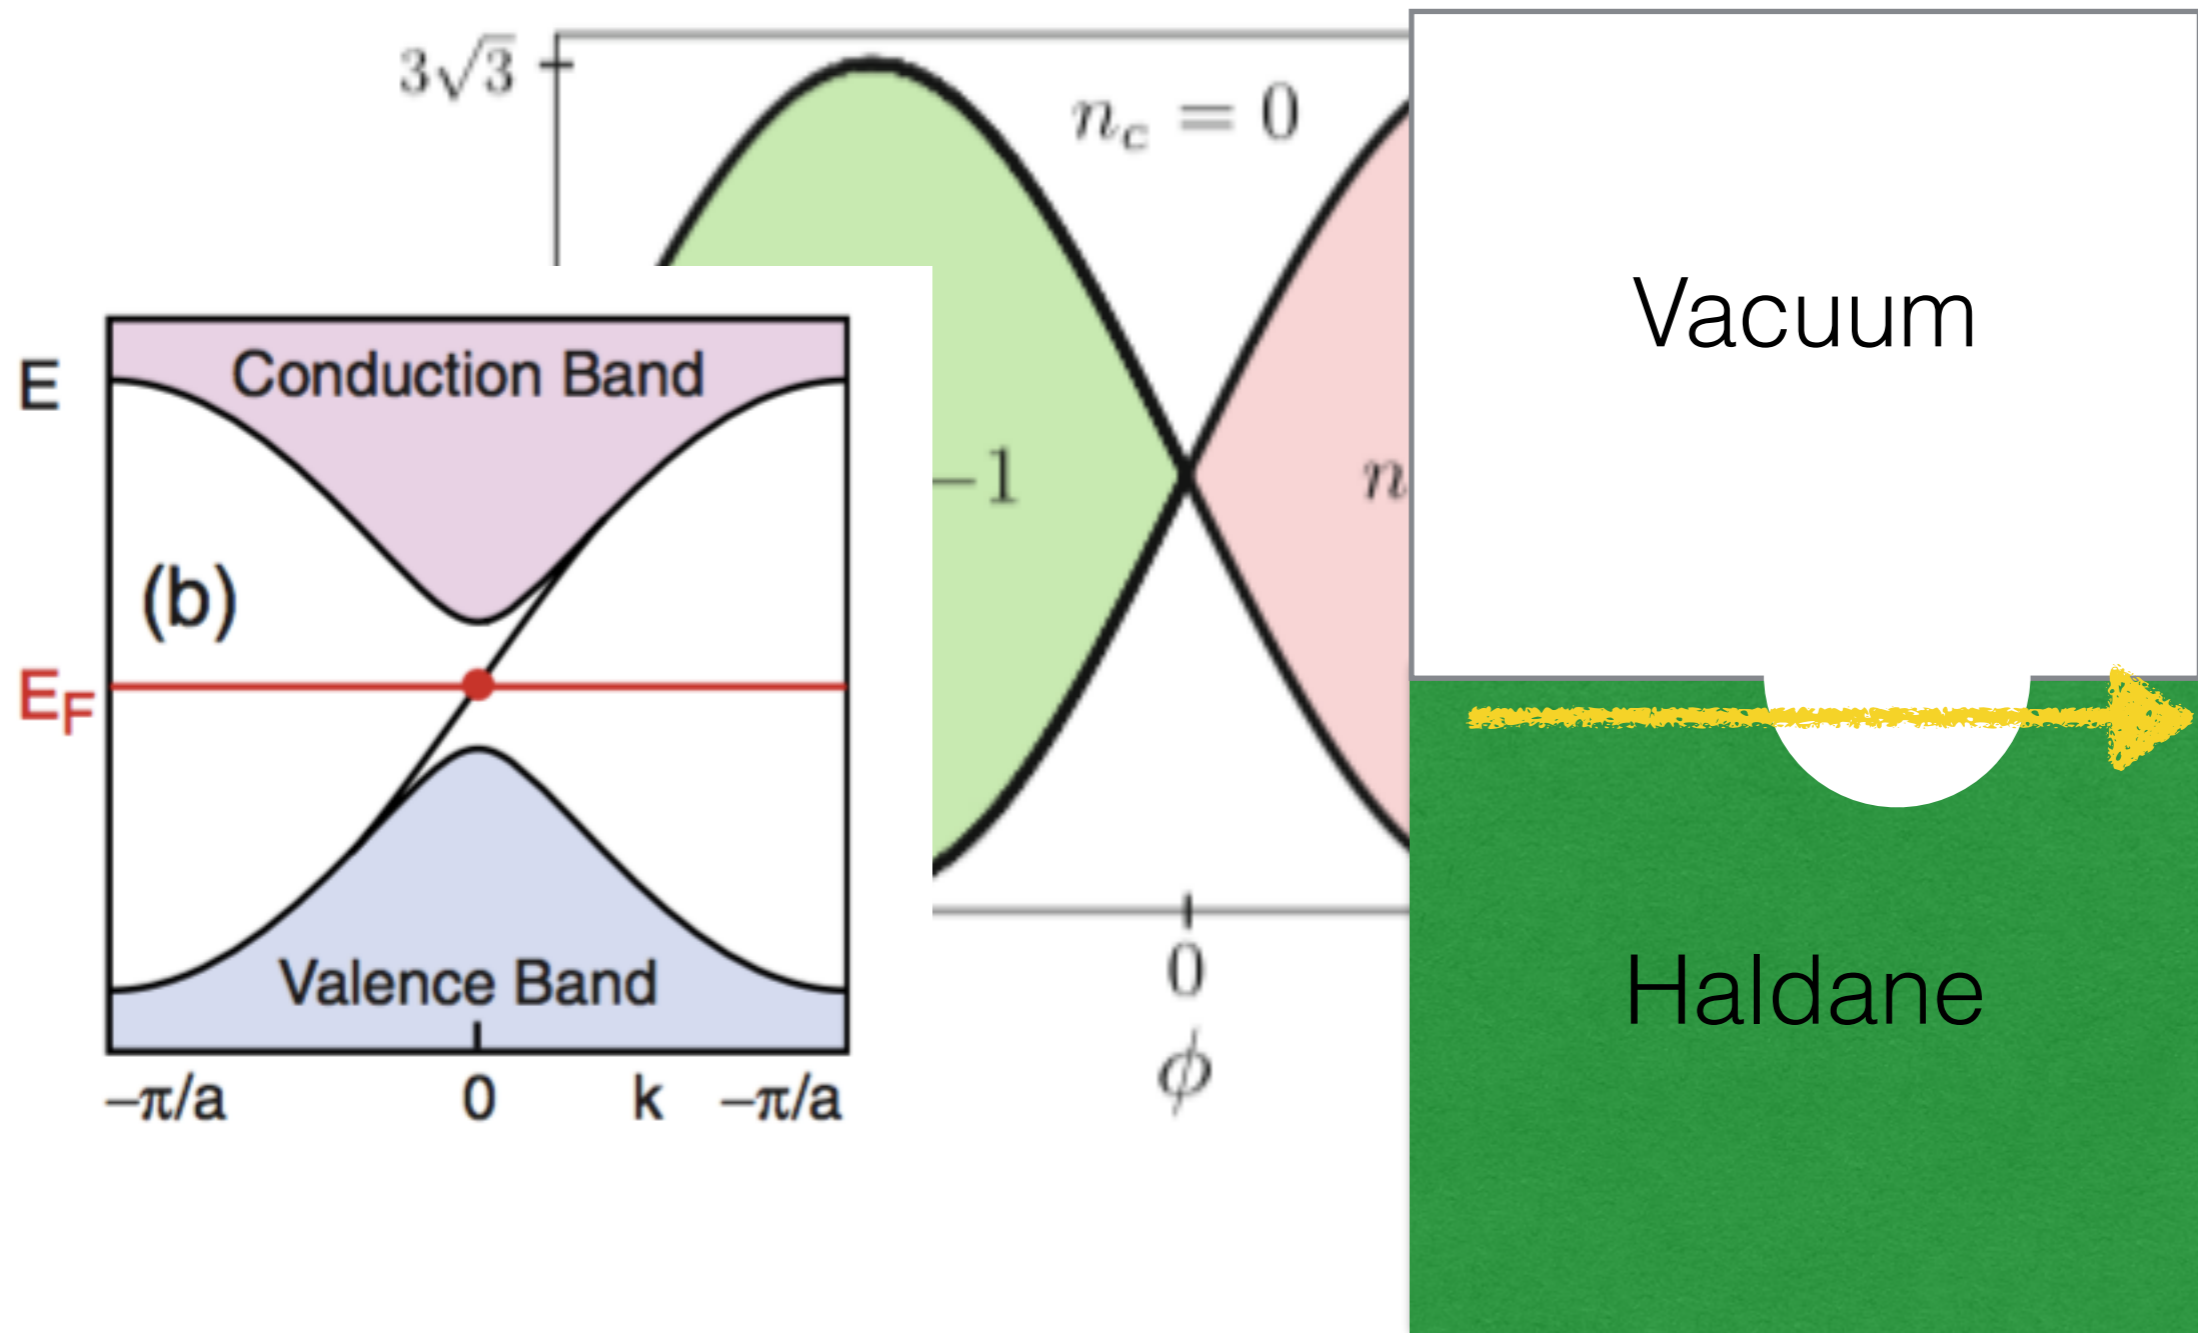 3√3
n_c = 0
Vacuum
E
Conduction Band
−1
n
(b)
E_F
Haldane
Valence Band
0
ϕ
−π/a
0
k
−π/a